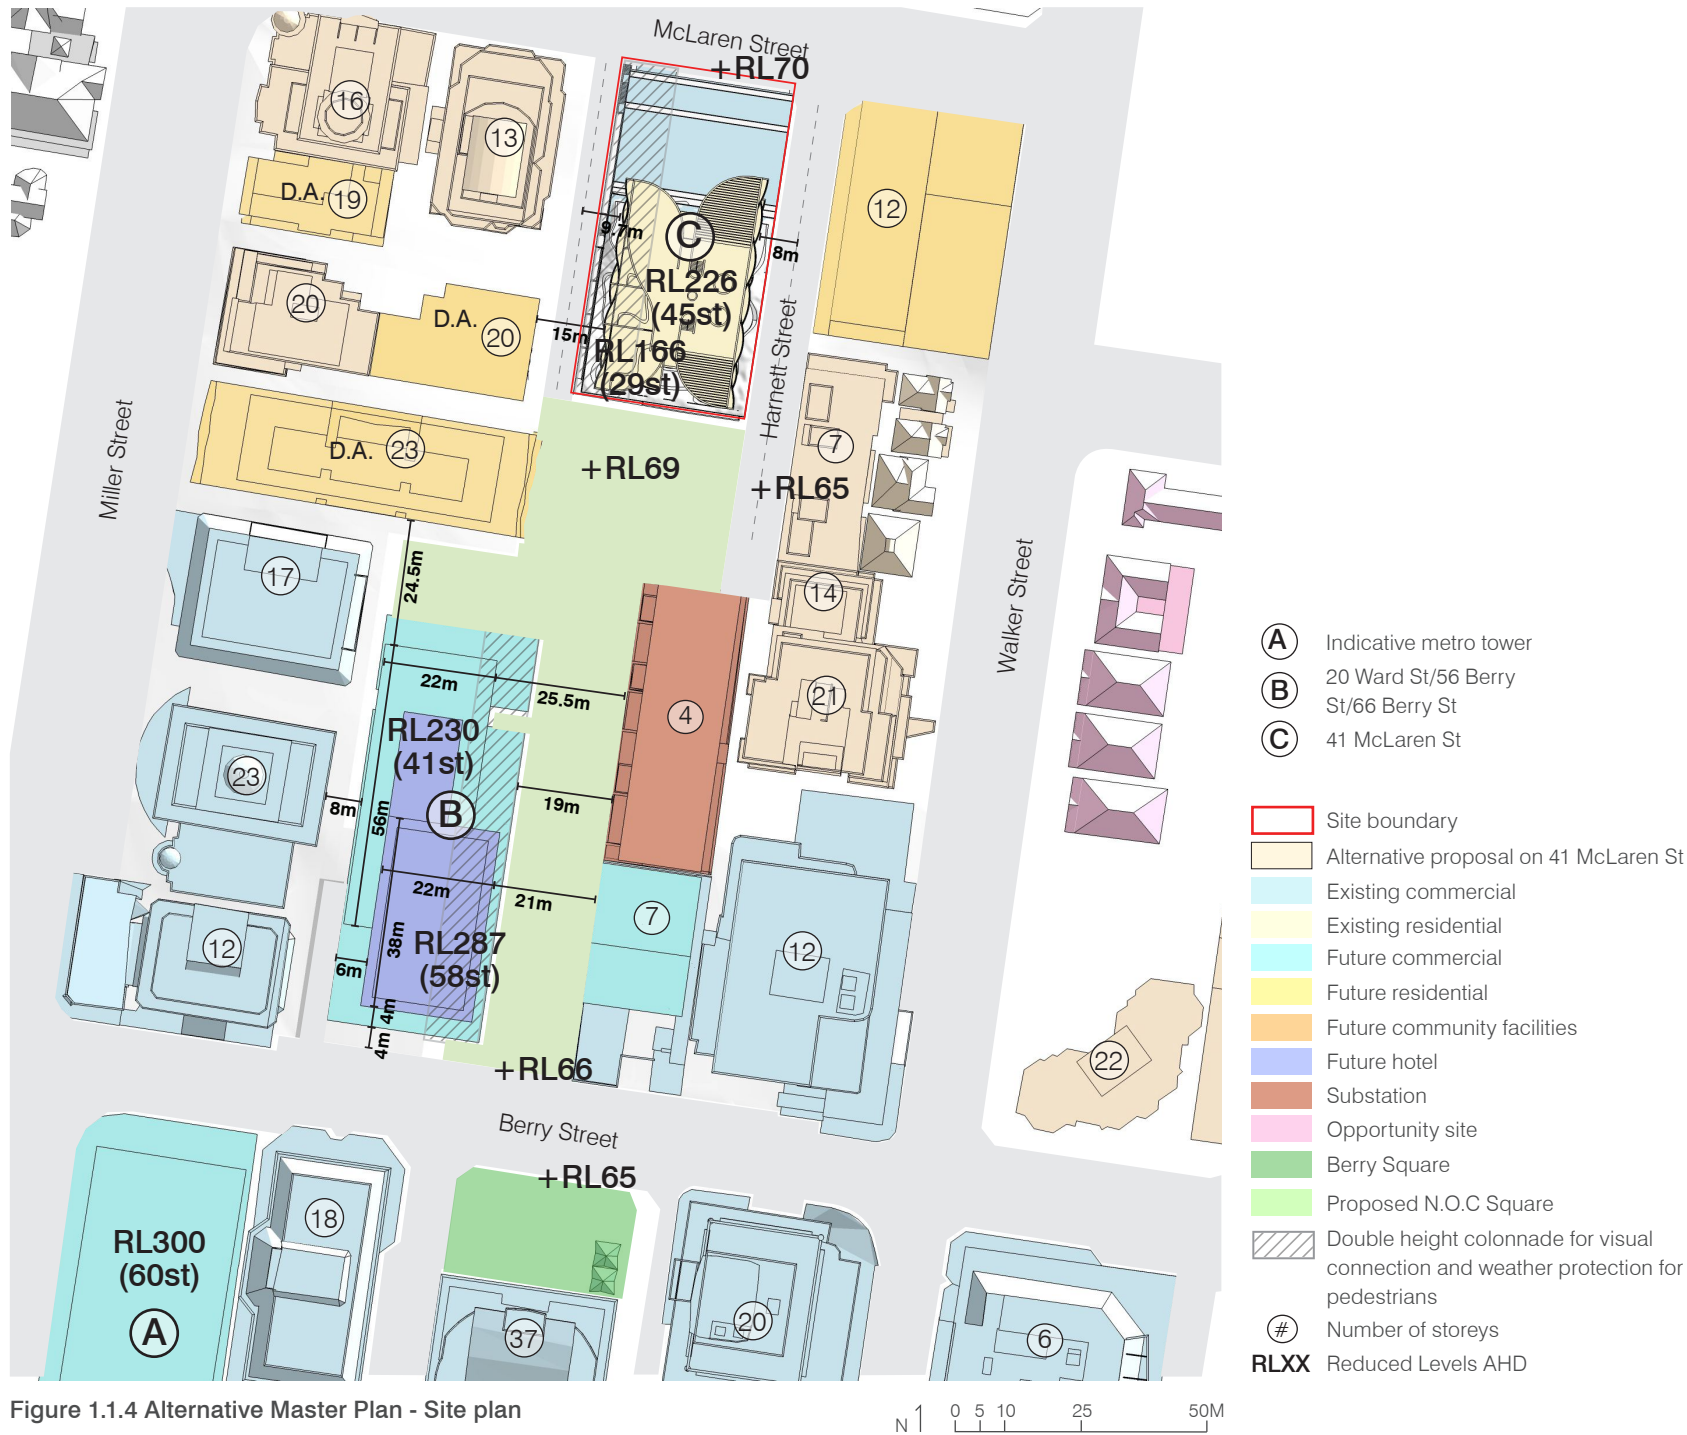 McLaren Street
+RL70
16
13
D.A. 19
12
9.7m
C
8m
RL226
(45st)
20
D.A. 20
15m
RL166
(29st)
Harnett Street
Miller Street
D.A. 23
7
+RL69
+RL65
17
24.5m
14
Walker Street
22m
25.5m
21
4
RL230
(41st)
23
8m
56m
B
19m
22m
21m
7
12
38m
RL287
(58st)
12
6m
4m
4m
+RL66
22
Berry Street
+RL65
18
RL300
(60st)
A
37
20
6
A Indicative metro tower
B 20 Ward St/56 Berry
St/66 Berry St
C 41 McLaren St
Site boundary
Alternative proposal on 41 McLaren St
Existing commercial
Existing residential
Future commercial
Future residential
Future community facilities
Future hotel
Substation
Opportunity site
Berry Square
Proposed N.O.C Square
Double height colonnade for visual
connection and weather protection for
pedestrians
# Number of storeys
RLXX Reduced Levels AHD
Figure 1.1.4 Alternative Master Plan - Site plan
N
0 5 10 25 50M